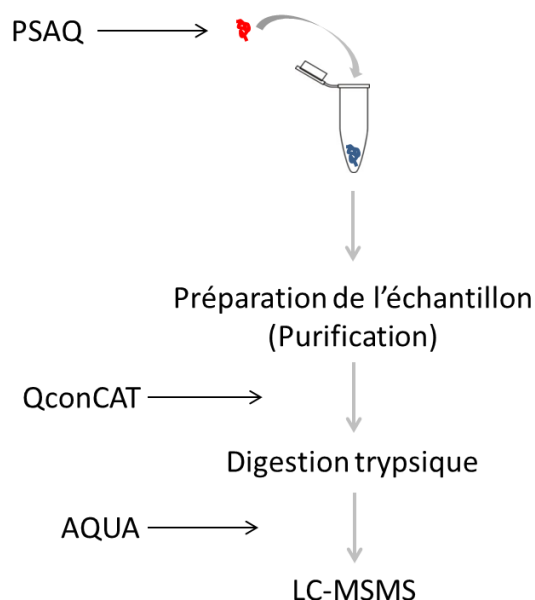 PSAQ
Préparation de l'échantillon
(Purification)
QconCAT
Digestion trypsique
AQUA
LC-MSMS